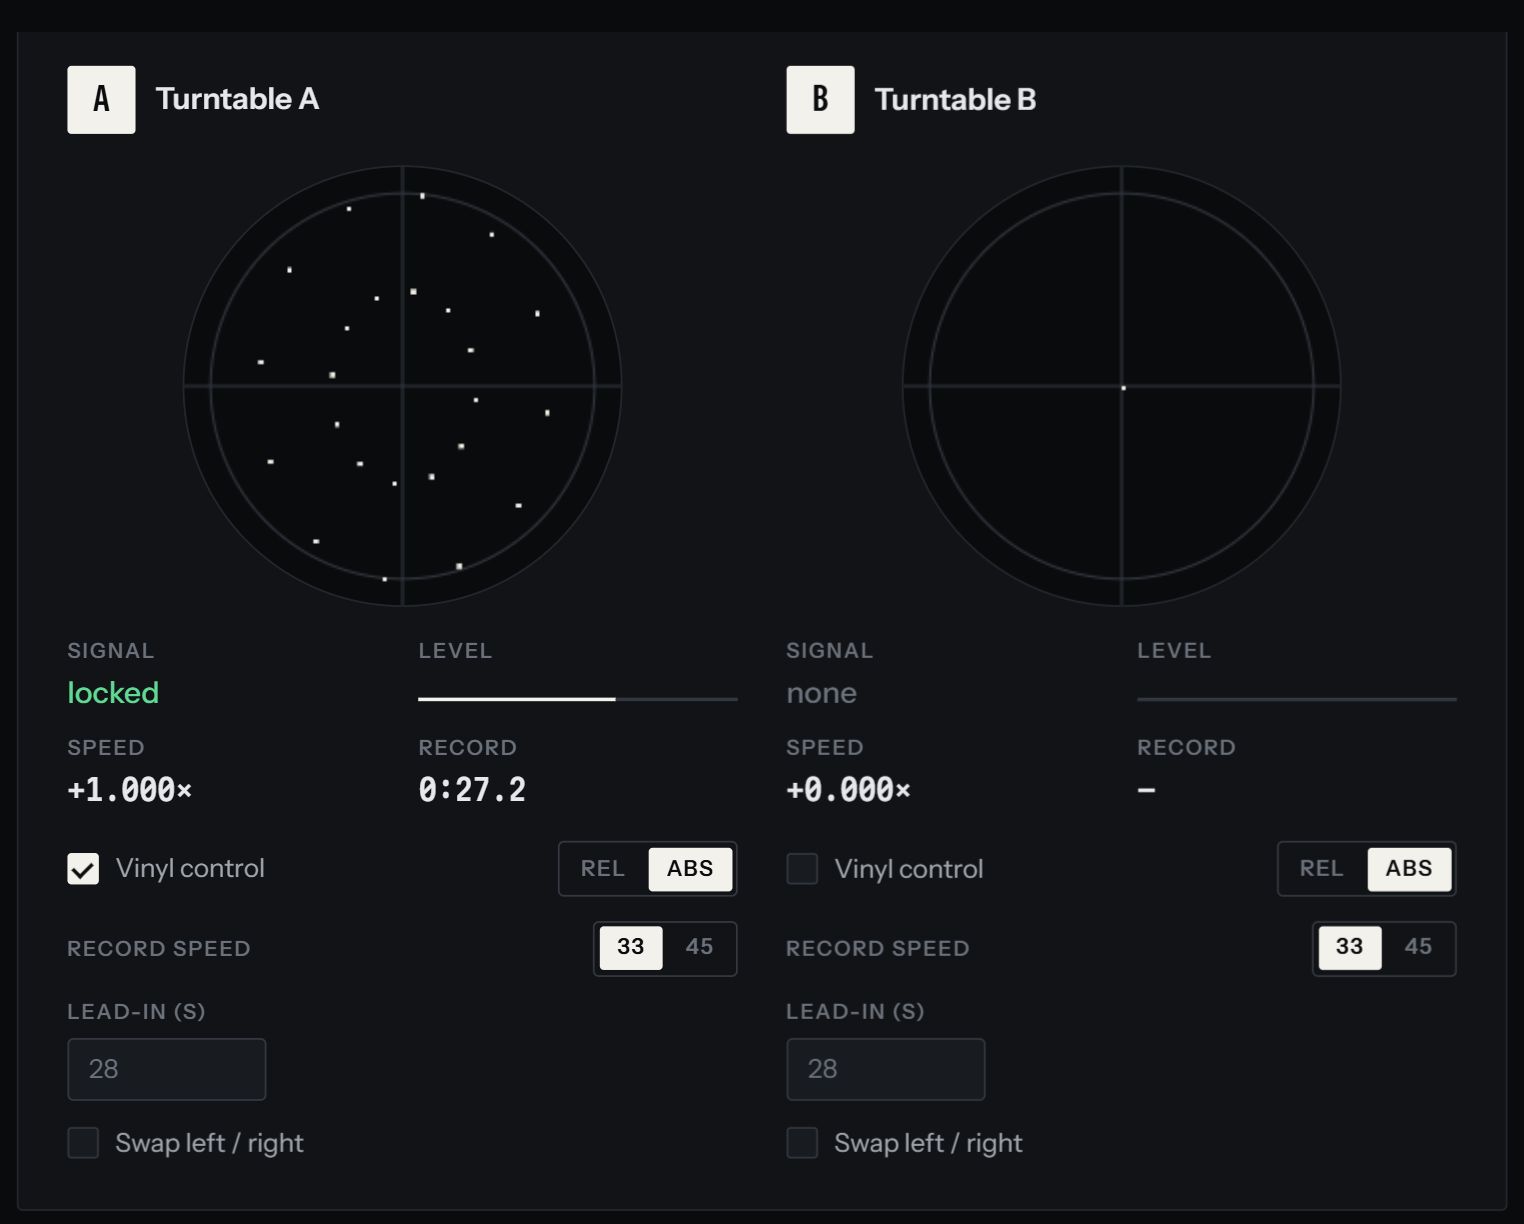 A Turntable A
B Turntable B
SIGNAL LEVEL SIGNAL LEVEL
locked none
SPEED RECORD SPEED RECORD
+1.000× 0:27.2 +0.000× –
Vinyl control REL ABS Vinyl control REL ABS
RECORD SPEED 33 45 RECORD SPEED 33 45
LEAD-IN (S) LEAD-IN (S)
28 28
Swap left / right Swap left / right